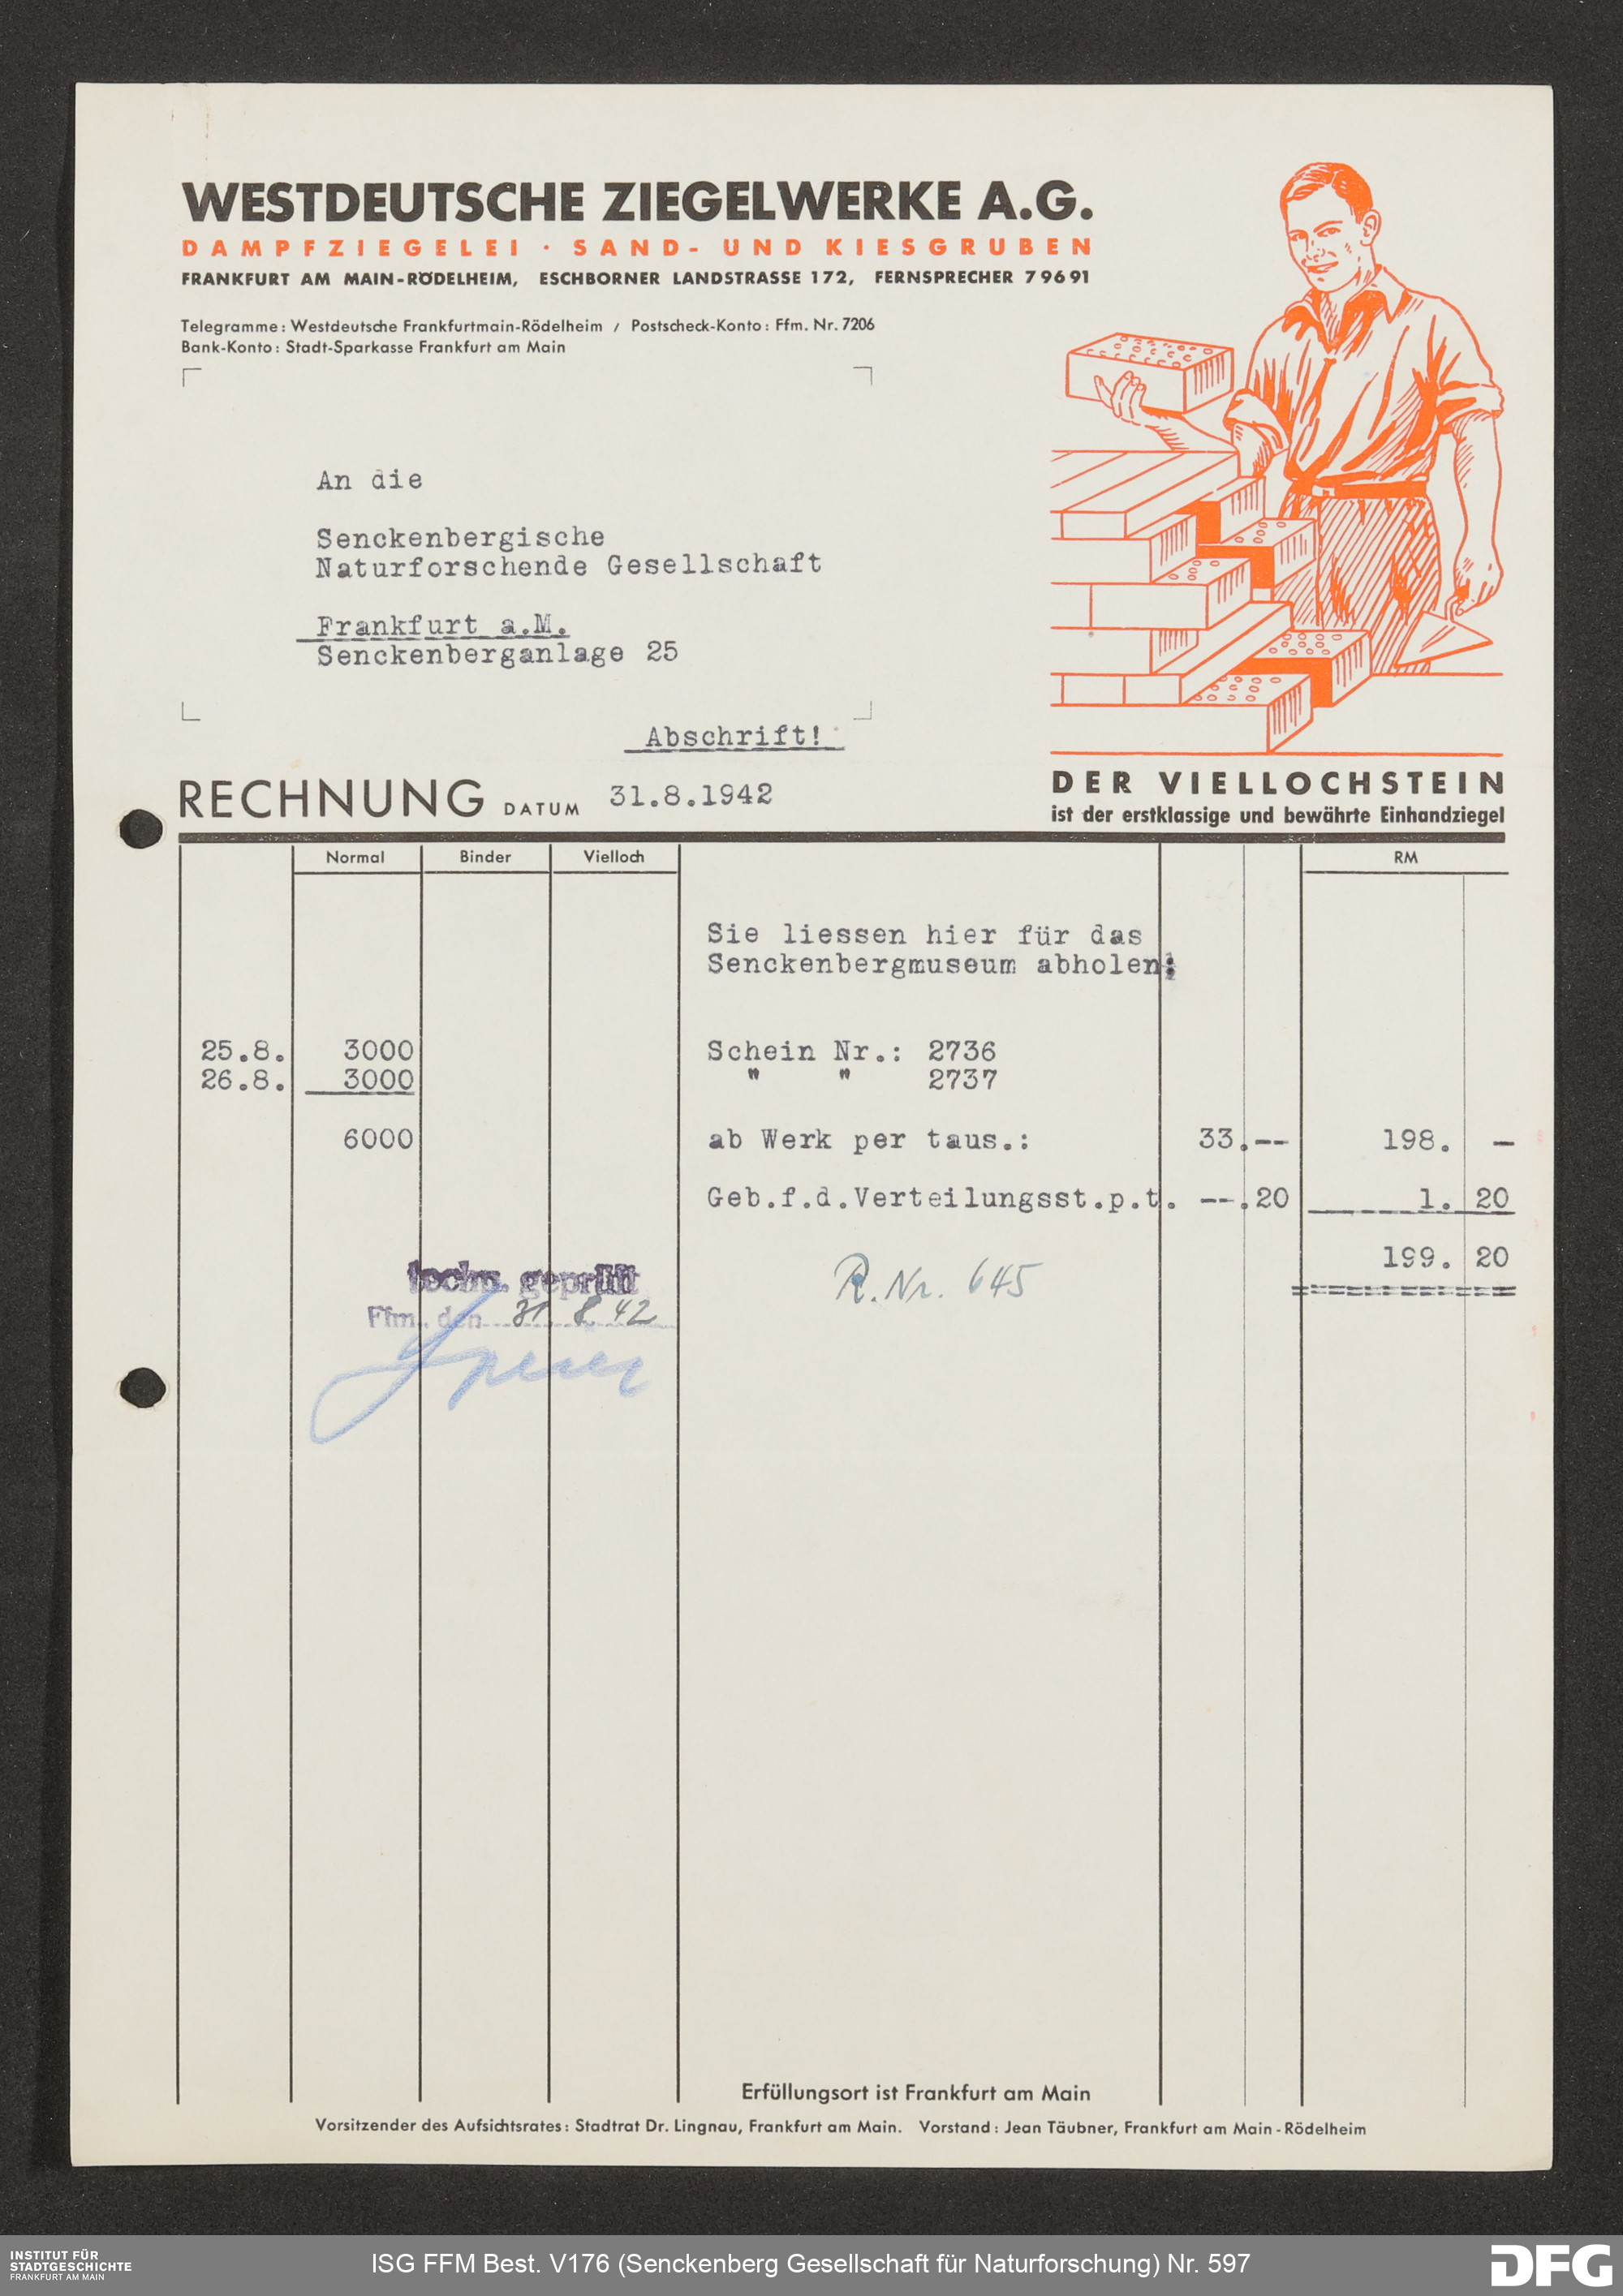 WESTDEUTSCHE ZIEGELWERKE A.G.
DAMPFZIEGELEI · SAND- UND KIESGRUBEN
FRANKFURT AM MAIN-RÖDELHEIM, ESCHBORNER LANDSTRASSE 172, FERNSPRECHER 79691
Telegramme: Westdeutsche Frankfurtmain-Rödelheim / Postscheck-Konto: Ffm. Nr. 7206
Bank-Konto: Stadt-Sparkasse Frankfurt am Main
An die
Senckenbergische
Naturforschende Gesellschaft
Frankfurt a.M.
Senckenberganlage 25
Abschrift!
RECHNUNG DATUM 31.8.1942
DER VIELLOCHSTEIN
ist der erstklassige und bewährte Einhandziegel
Normal Binder Vielloch RM
Sie liessen hier für das
Senckenbergmuseum abholen:
25.8. 3000 Schein Nr.: 2736
26.8. 3000 " " 2737
6000 ab Werk per taus.: 33.-- 198. —
Geb.f.d.Verteilungsst.p.t. --.20 1. 20
199. 20
R. Nr. 645
techn. geprüft
Ffm., den 31 8. 42
Erfüllungsort ist Frankfurt am Main
Vorsitzender des Aufsichtsrates: Stadtrat Dr. Lingnau, Frankfurt am Main. Vorstand: Jean Täubner, Frankfurt am Main-Rödelheim
INSTITUT FÜR
STADTGESCHICHTE
FRANKFURT AM MAIN
ISG FFM Best. V176 (Senckenberg Gesellschaft für Naturforschung) Nr. 597
DFG